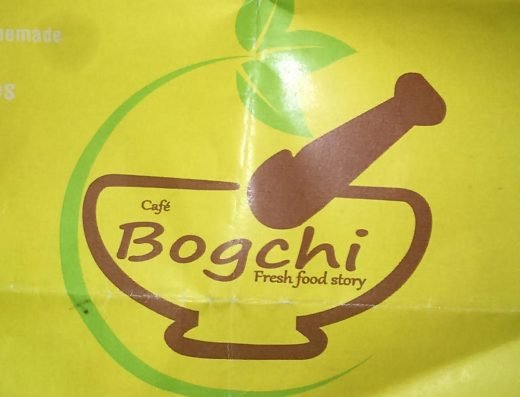 Café
Bogchi
Fresh food story